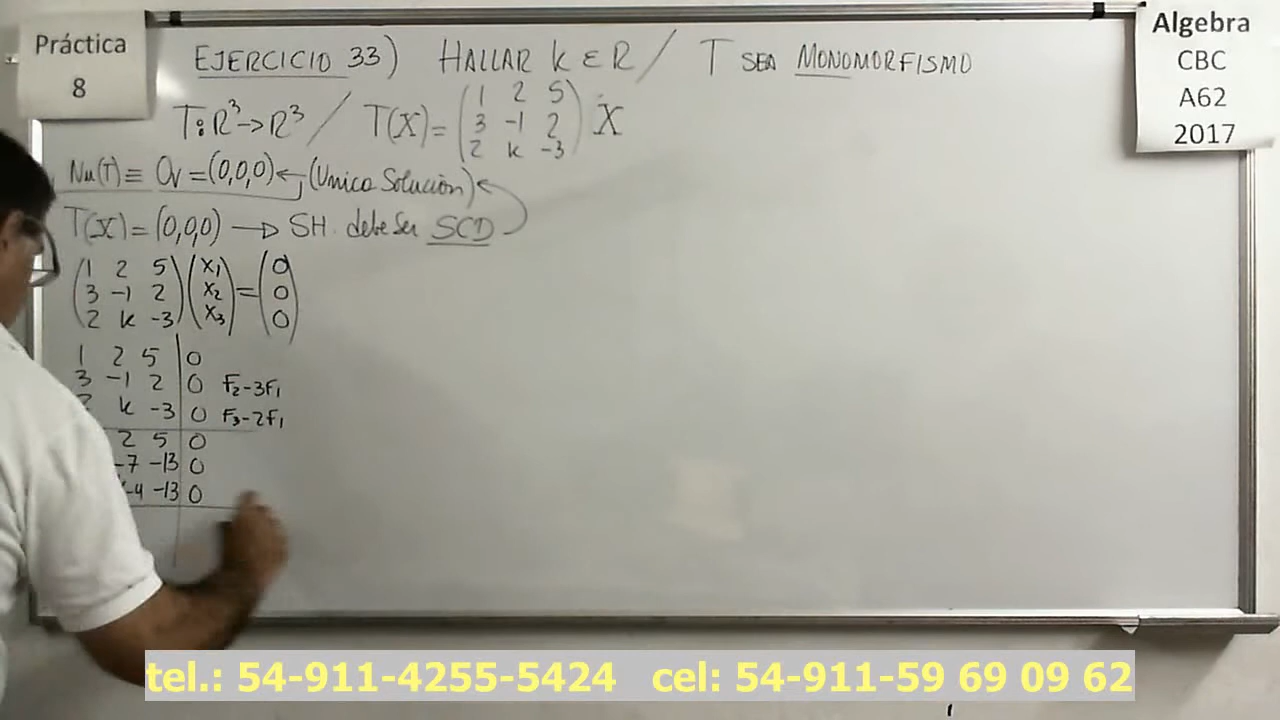 Práctica
8
EJERCICIO 33) HALLAR K ∈ R / T SEA MONOMORFISMO
Algebra
CBC
A62
2017
T: R³ → R³ / T(X) = (1 2 5
3 -1 2
2 k -3) X
Nu(T) ≡ Ov = (0,0,0) ← (Unica Solución) ←
T(X) = (0,0,0) → SH. debe Ser SCD
(1 2 5) (X1) = (0)
(3 -1 2) (X2) (0)
(2 k -3) (X3) (0)
1 2 5 | 0
3 -1 2 | 0 F2-3F1
2 k -3 | 0 F3-2F1
2 5 | 0
-7 -13 | 0
-4 -13 | 0
tel.: 54-911-4255-5424 cel: 54-911-59 69 09 62